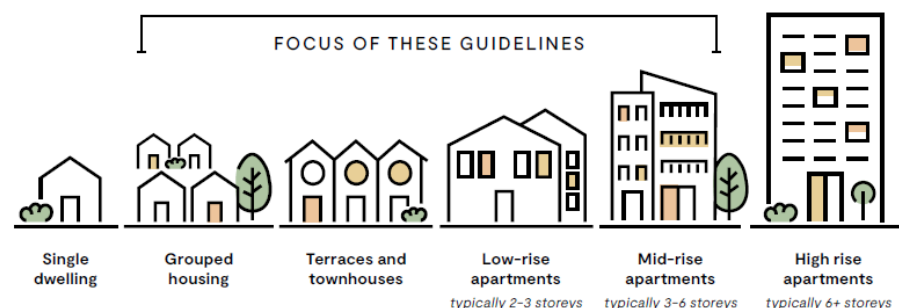 FOCUS OF THESE GUIDELINES
Single
dwelling
Grouped
housing
Terraces and
townhouses
Low-rise
apartments
typically 2-3 storeys
Mid-rise
apartments
typically 3-6 storeys
High rise
apartments
typically 6+ storeys